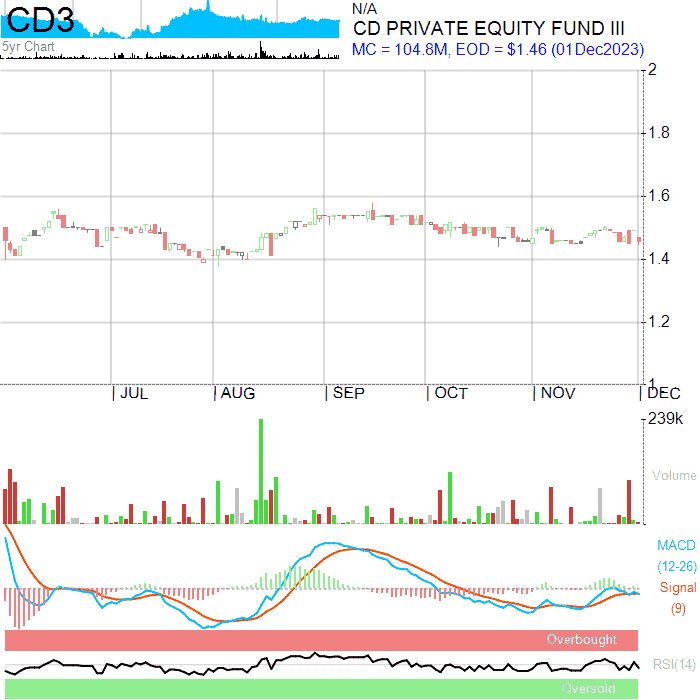 CD3
5yr Chart
N/A
CD PRIVATE EQUITY FUND III
MC = 104.8M, EOD = $1.46 (01Dec2023)
2
1.8
1.6
1.4
1.2
1
JUL AUG SEP OCT NOV DEC
239k
Volume
MACD
(12-26)
Signal
(9)
Overbought
RSI(14)
Oversold